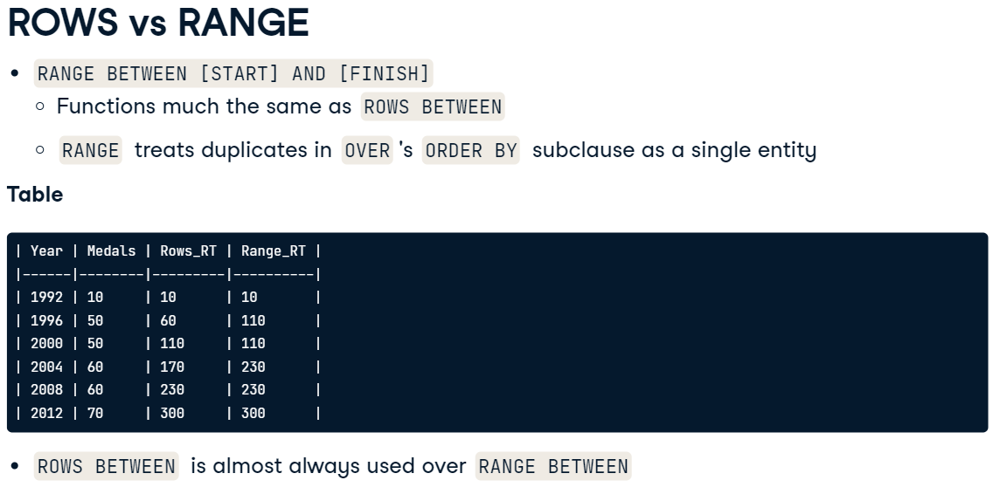 ROWS vs RANGE
• RANGE BETWEEN [START] AND [FINISH]
○ Functions much the same as ROWS BETWEEN
○ RANGE treats duplicates in OVER 's ORDER BY subclause as a single entity
Table
| Year | Medals | Rows_RT | Range_RT |
|------|--------|---------|----------|
| 1992 | 10     | 10      | 10       |
| 1996 | 50     | 60      | 110      |
| 2000 | 50     | 110     | 110      |
| 2004 | 60     | 170     | 230      |
| 2008 | 60     | 230     | 230      |
| 2012 | 70     | 300     | 300      |
• ROWS BETWEEN is almost always used over RANGE BETWEEN